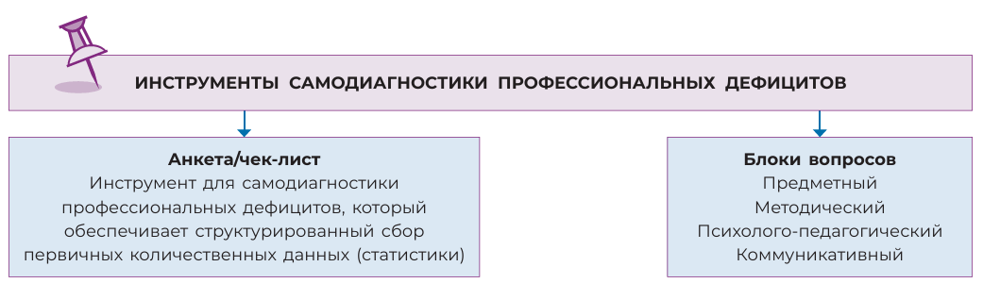 ИНСТРУМЕНТЫ САМОДИАГНОСТИКИ ПРОФЕССИОНАЛЬНЫХ ДЕФИЦИТОВ
Анкета/чек-лист
Инструмент для самодиагностики
профессиональных дефицитов, который
обеспечивает структурированный сбор
первичных количественных данных (статистики)
Блоки вопросов
Предметный
Методический
Психолого-педагогический
Коммуникативный